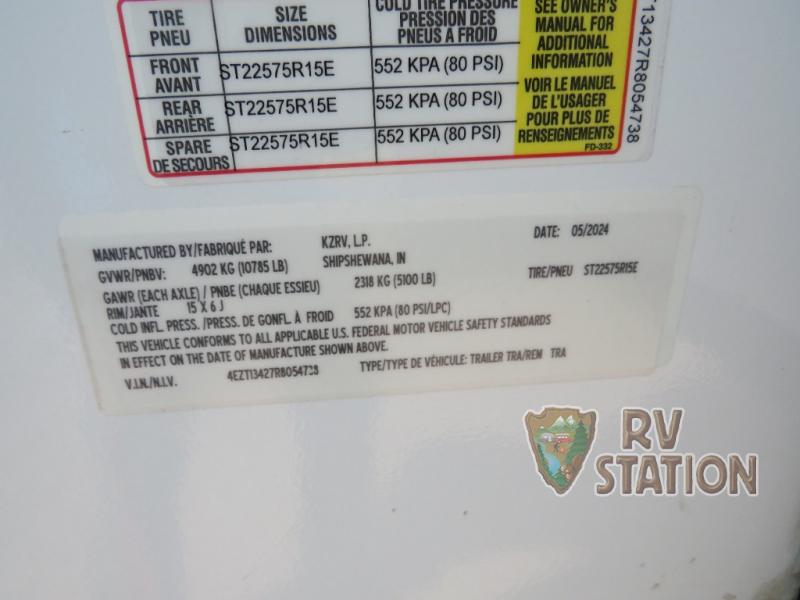 TIRE SIZE COLD TIRE PRESSURE SEE OWNER'S
PNEU DIMENSIONS PRESSION DES MANUAL FOR
PNEUS A FROID ADDITIONAL
INFORMATION
FRONT ST22575R15E 552 KPA (80 PSI)
AVANT
REAR ST22575R15E 552 KPA (80 PSI)
ARRIÈRE
SPARE ST22575R15E 552 KPA (80 PSI)
DE SECOURS
VOIR LE MANUEL
DE L'USAGER
POUR PLUS DE
RENSEIGNEMENTS
FD-332
13427R8054738
MANUFACTURED BY/FABRIQUÉ PAR: KZRV, L.P. DATE: 05/2024
GVWR/PNBV: 4902 KG (10785 LB) SHIPSHEWANA, IN
GAWR (EACH AXLE) / PNBE (CHAQUE ESSIEU) 2318 KG (5100 LB) TIRE/PNEU ST22575R15E
RIM/JANTE 15 X 6 J
COLD INFL. PRESS. /PRESS. DE GONFL. À FROID 552 KPA (80 PSI/LPC)
THIS VEHICLE CONFORMS TO ALL APPLICABLE U.S. FEDERAL MOTOR VEHICLE SAFETY STANDARDS
IN EFFECT ON THE DATE OF MANUFACTURE SHOWN ABOVE.
V.I.N./N.I.V. 4EZT13427R8054738 TYPE/TYPE DE VÉHICULE: TRAILER TRA/REM TRA
RV
STATION